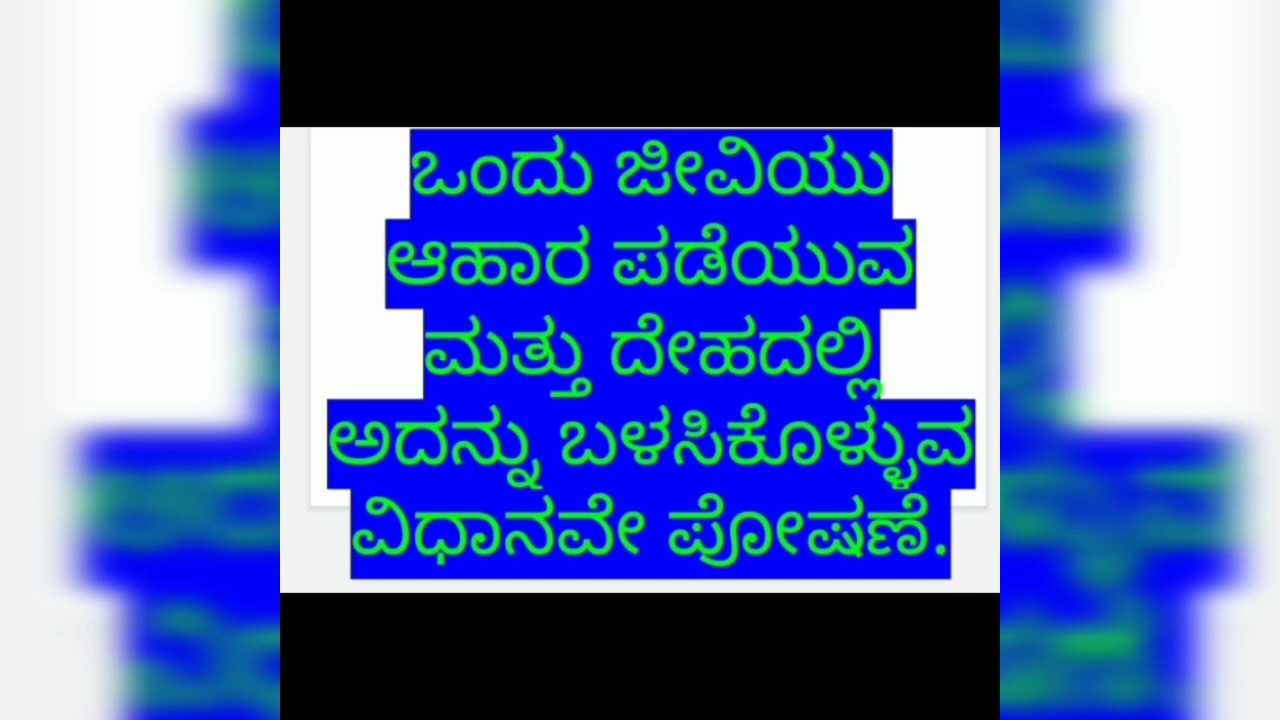 ಒಂದು ಜೀವಿಯು
ಆಹಾರ ಪಡೆಯುವ
ಮತ್ತು ದೇಹದಲ್ಲಿ
ಅದನ್ನು ಬಳಸಿಕೊಳ್ಳುವ
ವಿಧಾನವೇ ಪೋಷಣೆ.